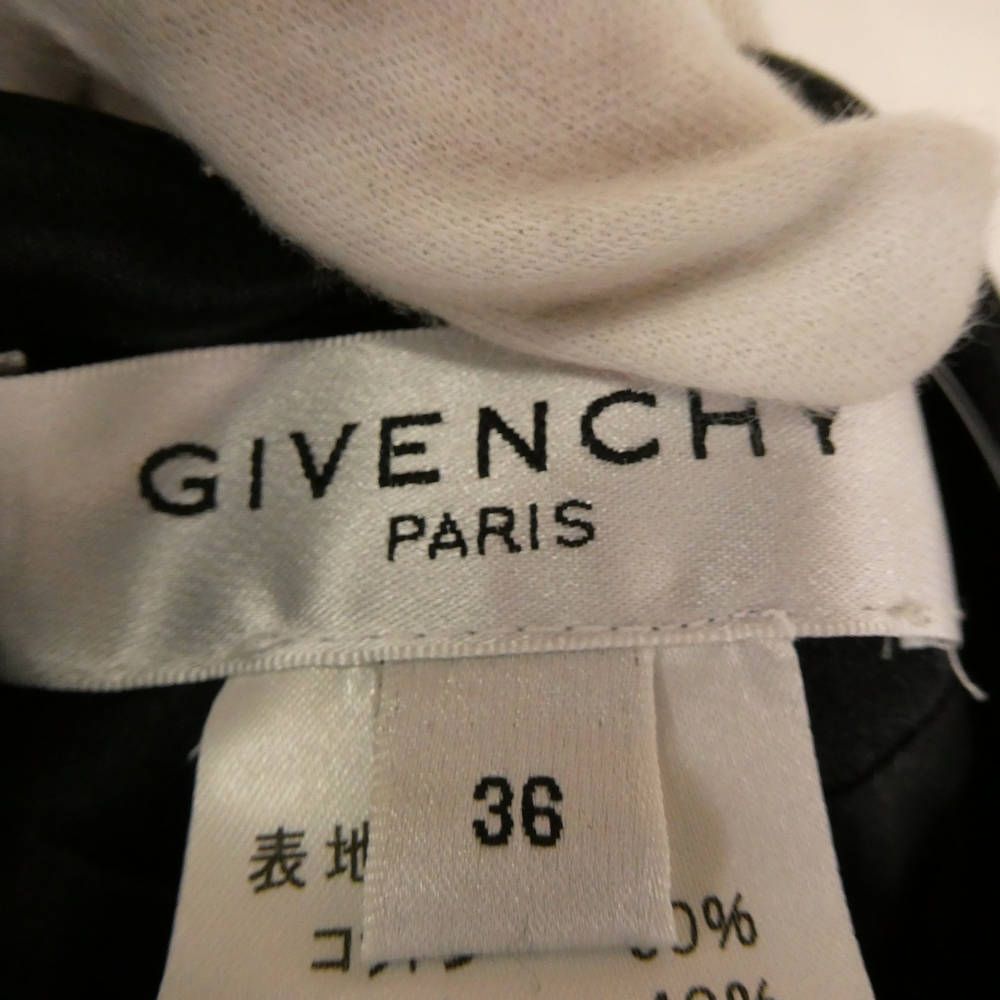 GIVENCHY
PARIS
36
表地